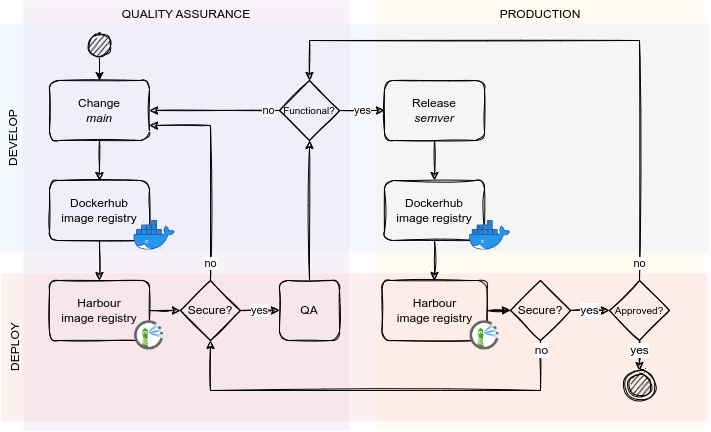 QUALITY ASSURANCE
PRODUCTION
DEVELOP
Change
main
no
Functional?
yes
Release
semver
Dockerhub
image registry
Dockerhub
image registry
no
no
DEPLOY
Harbour
image registry
Secure?
yes
QA
Harbour
image registry
Secure?
yes
Approved?
no
yes